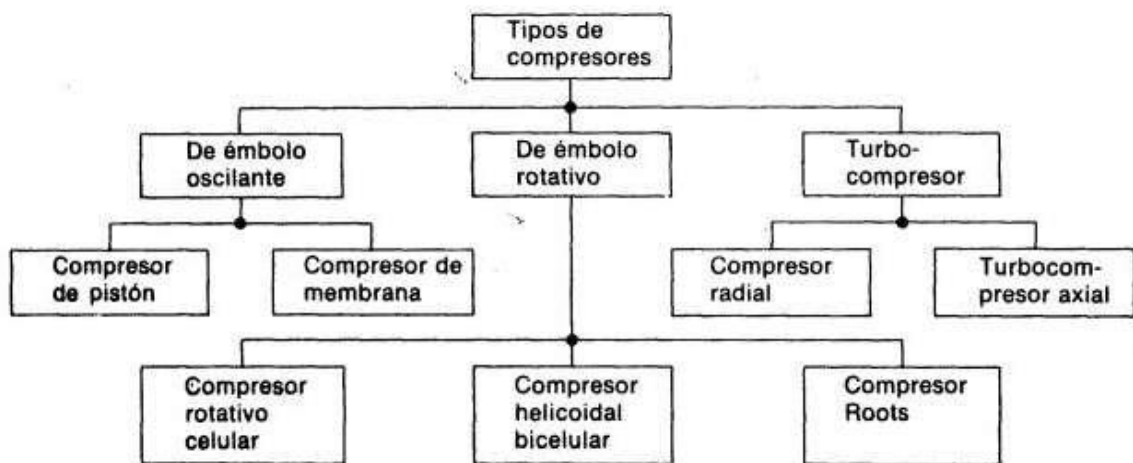 Tipos de
compresores
De émbolo
oscilante
De émbolo
rotativo
Turbo-
compresor
Compresor
de pistón
Compresor de
membrana
Compresor
radial
Turbocom-
presor axial
Compresor
rotativo
celular
Compresor
helicoidal
bicelular
Compresor
Roots